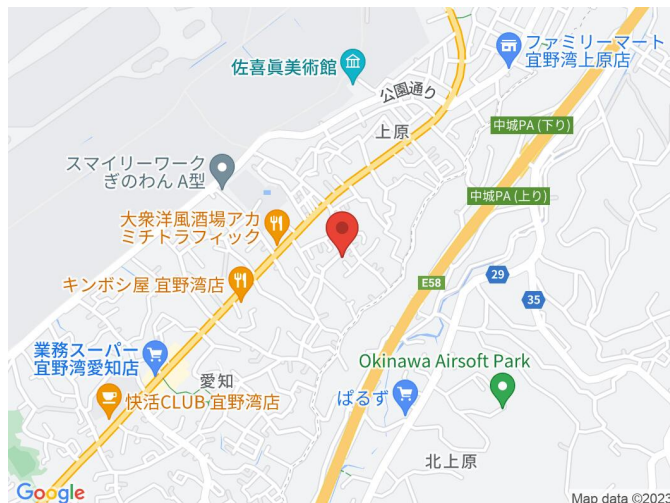 ファミリーマート
宜野湾上原店
佐喜眞美術館
公園通り
中城PA (下り)
上原
スマイリーワーク
ぎのわん A型
中城PA (上り)
大衆洋風酒場アカ
ミチトラフィック
キンボシ屋 宜野湾店
E58
29
35
業務スーパー
宜野湾愛知店
Okinawa Airsoft Park
愛知
快活CLUB 宜野湾店
ぱるず
北上原
Google
Map data ©2023